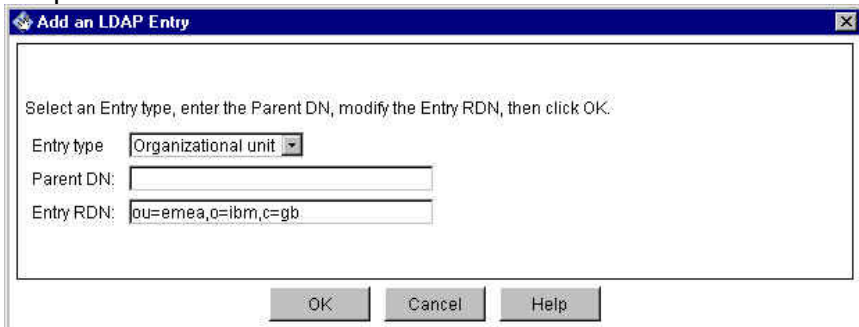 Add an LDAP Entry
Select an Entry type, enter the Parent DN, modify the Entry RDN, then click OK.
Entry type Organizational unit
Parent DN:
Entry RDN: ou=emea,o=ibm,c=gb
OK Cancel Help